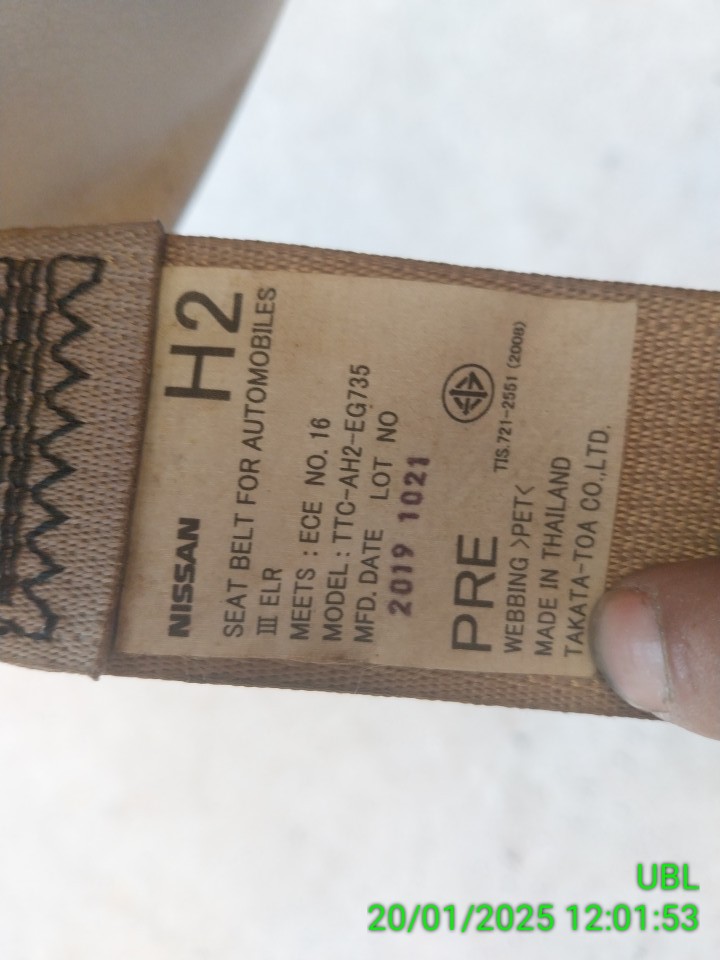 NISSAN H2
SEAT BELT FOR AUTOMOBILES
III ELR
MEETS : ECE NO. 16
MODEL : TTC-AH2-EG735
MFD. DATE LOT NO
2019 1021
PRE
TIS.721-2551 (2008)
WEBBING >PET<
MADE IN THAILAND
TAKATA-TOA CO.,LTD.
UBL
20/01/2025 12:01:53